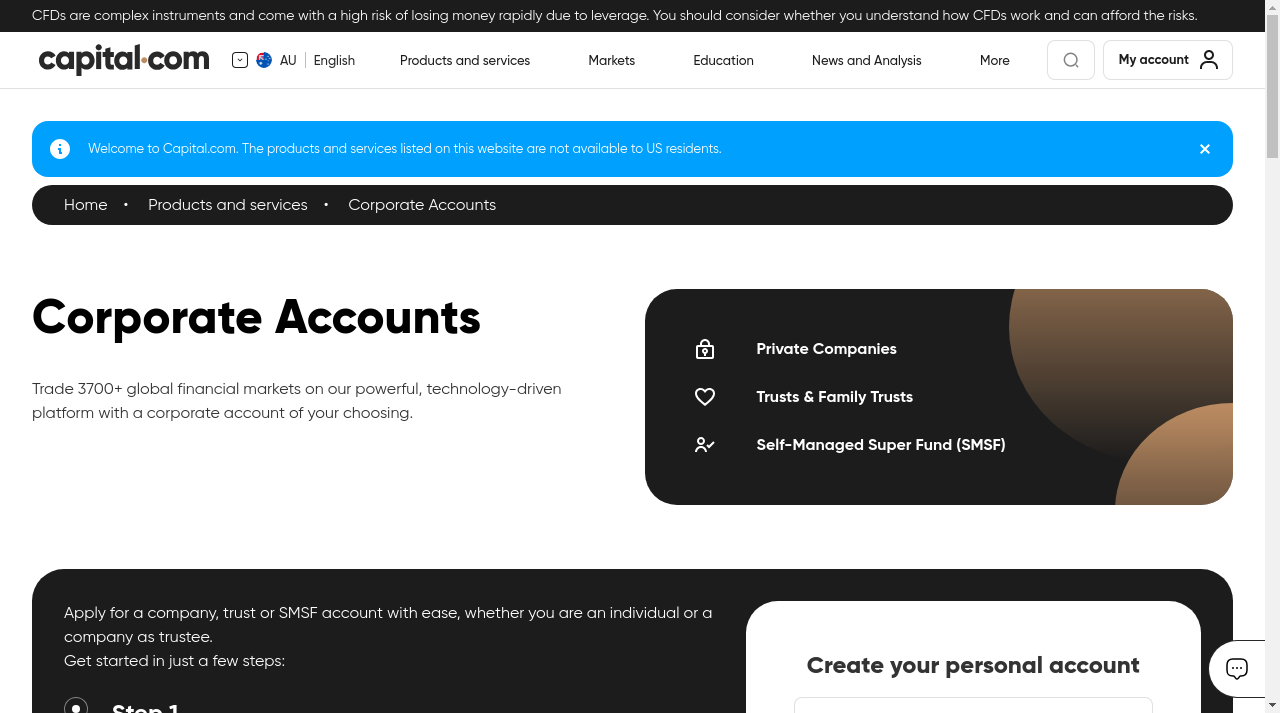 CFDs are complex instruments and come with a high risk of losing money rapidly due to leverage. You should consider whether you understand how CFDs work and can afford the risks.
capital.com AU English Products and services Markets Education News and Analysis More My account
Welcome to Capital.com. The products and services listed on this website are not available to US residents.
Home • Products and services • Corporate Accounts
Corporate Accounts
Trade 3700+ global financial markets on our powerful, technology-driven
platform with a corporate account of your choosing.
Private Companies
Trusts & Family Trusts
Self-Managed Super Fund (SMSF)
Apply for a company, trust or SMSF account with ease, whether you are an individual or a
company as trustee.
Get started in just a few steps:
Step 1
Create your personal account